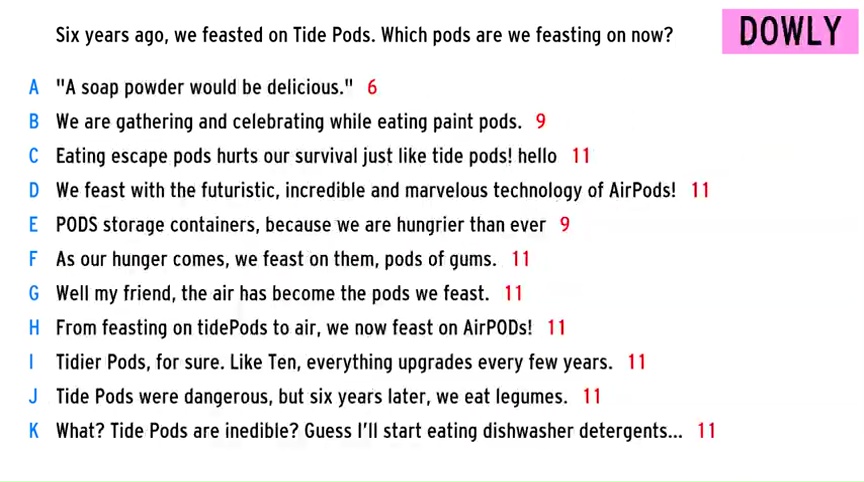 Six years ago, we feasted on Tide Pods. Which pods are we feasting on now?
DOWLY
A "A soap powder would be delicious." 6
B We are gathering and celebrating while eating paint pods. 9
C Eating escape pods hurts our survival just like tide pods! hello 11
D We feast with the futuristic, incredible and marvelous technology of AirPods! 11
E PODS storage containers, because we are hungrier than ever 9
F As our hunger comes, we feast on them, pods of gums. 11
G Well my friend, the air has become the pods we feast. 11
H From feasting on tidePods to air, we now feast on AirPODs! 11
I Tidier Pods, for sure. Like Ten, everything upgrades every few years. 11
J Tide Pods were dangerous, but six years later, we eat legumes. 11
K What? Tide Pods are inedible? Guess I'll start eating dishwasher detergents... 11